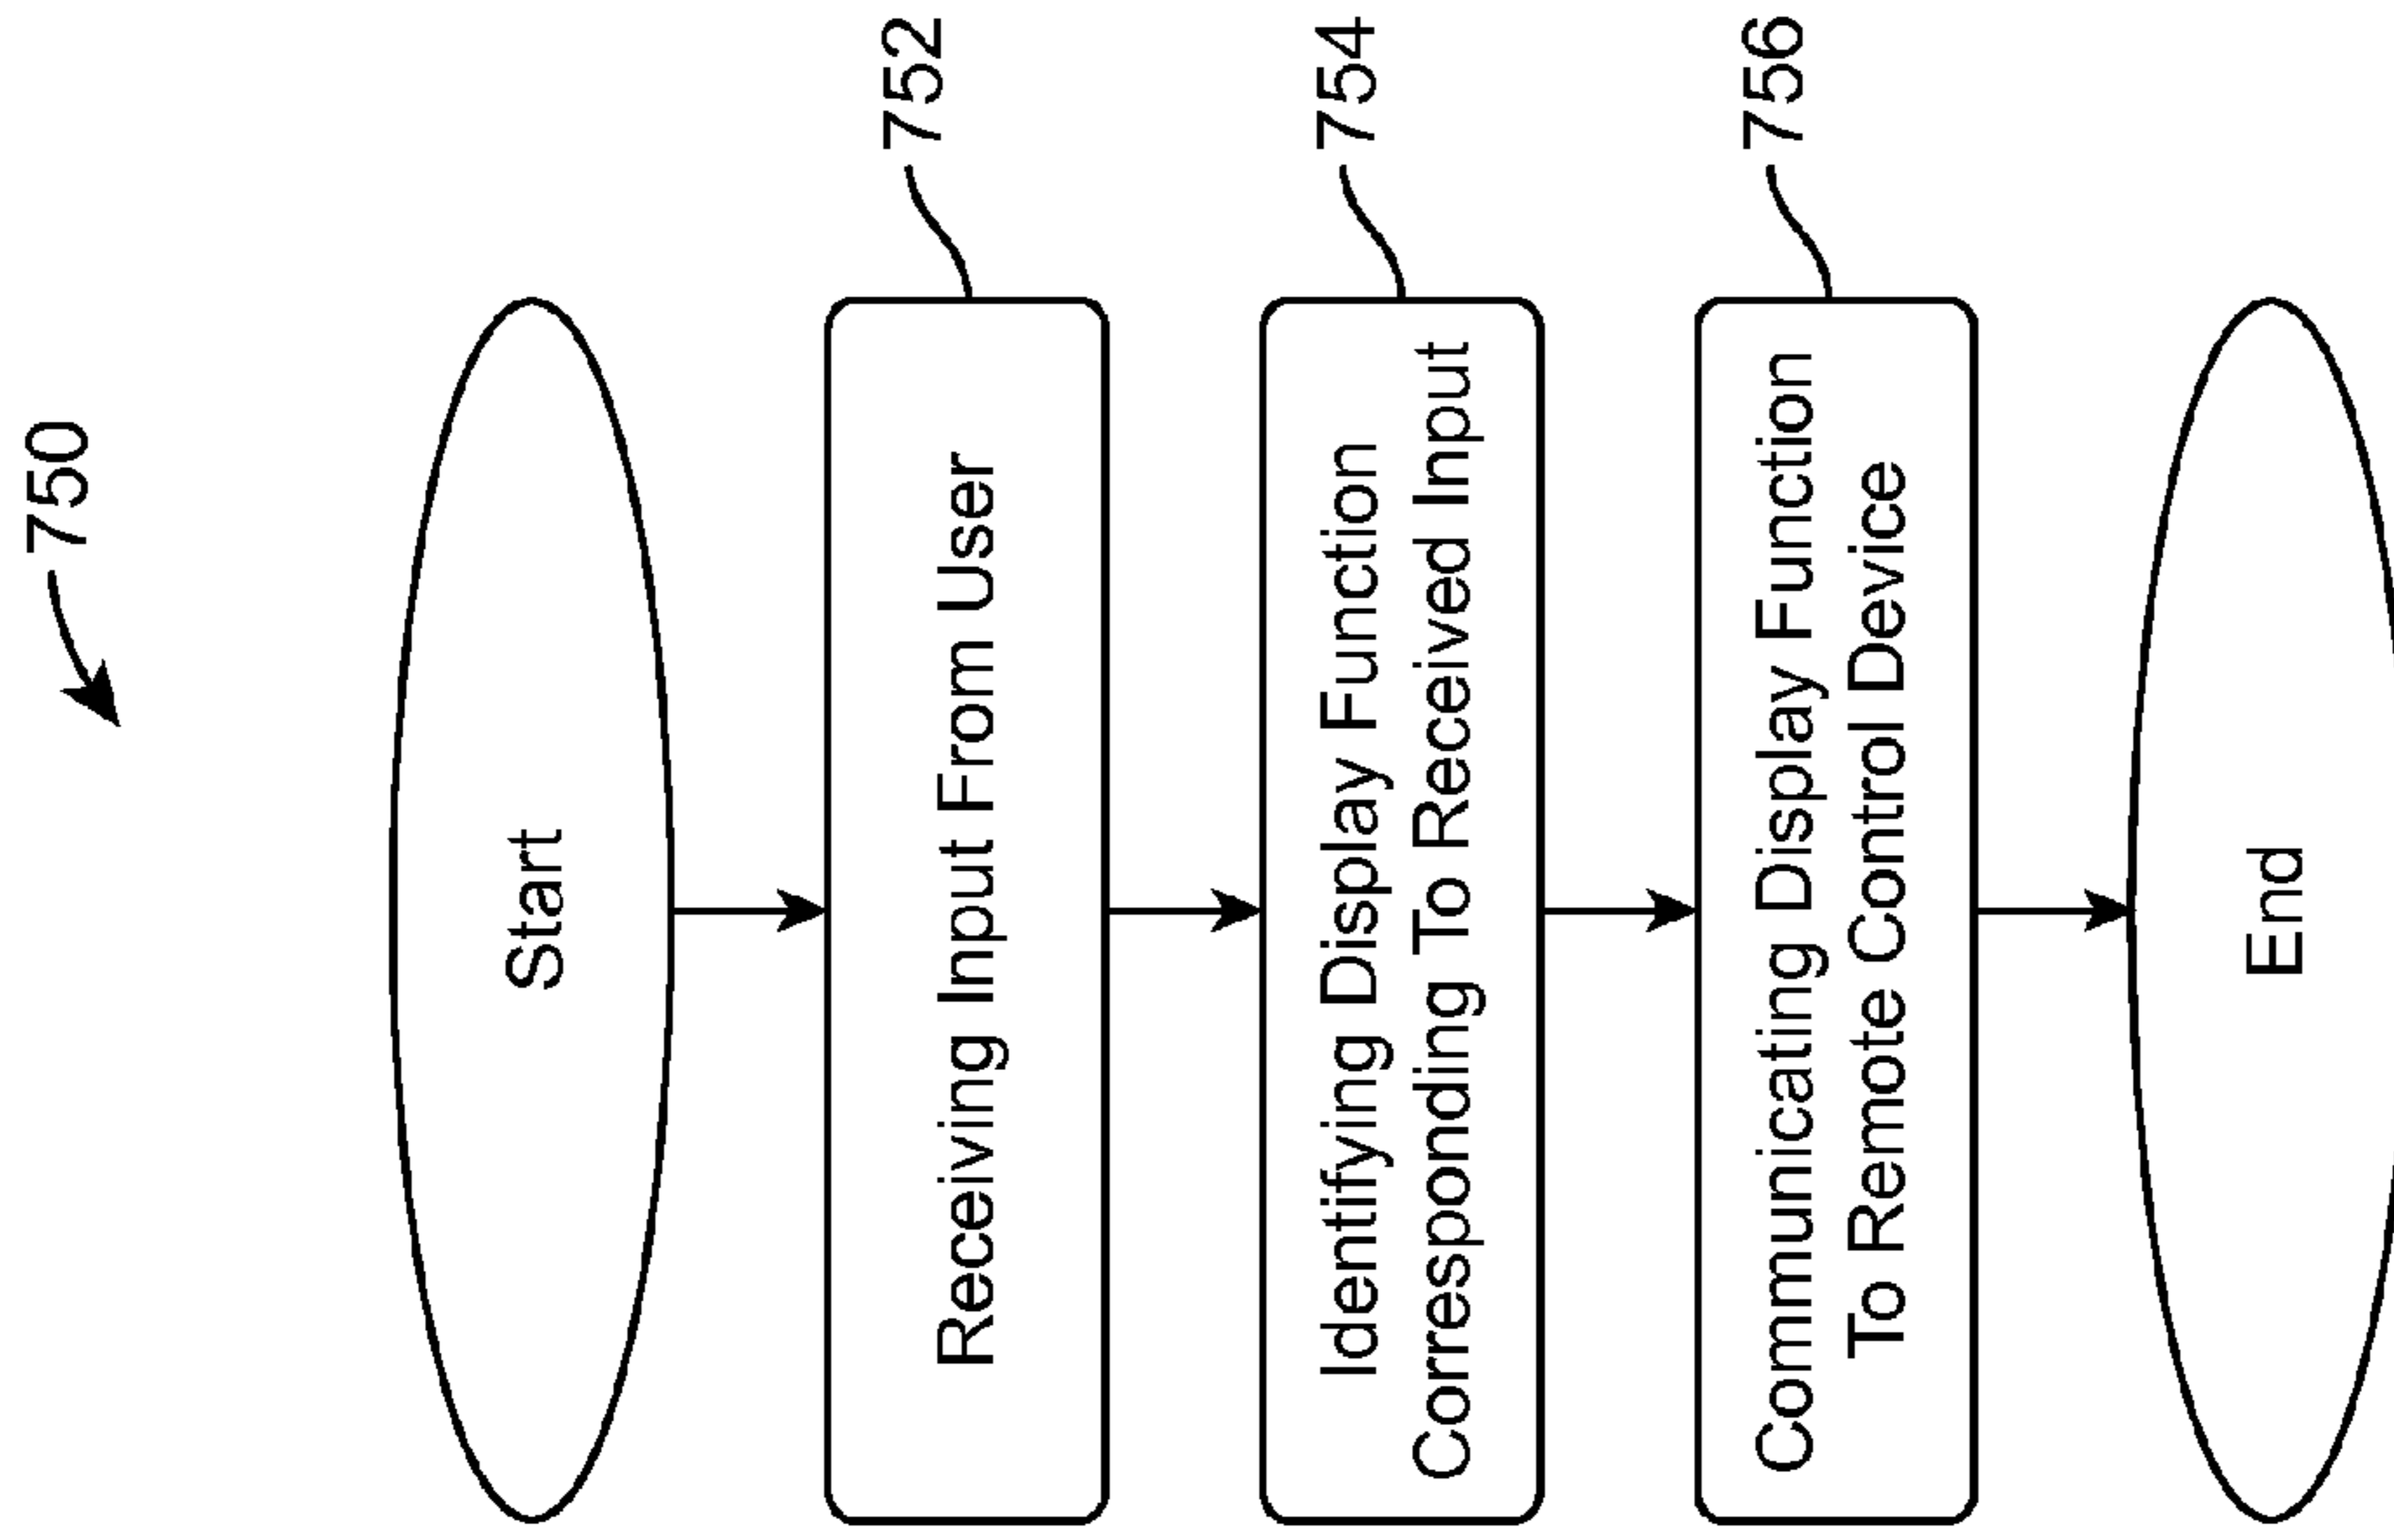 750
Start
Receiving Input From User
752
Identifying Display Function
Corresponding To Received Input
754
Communicating Display Function
To Remote Control Device
756
End